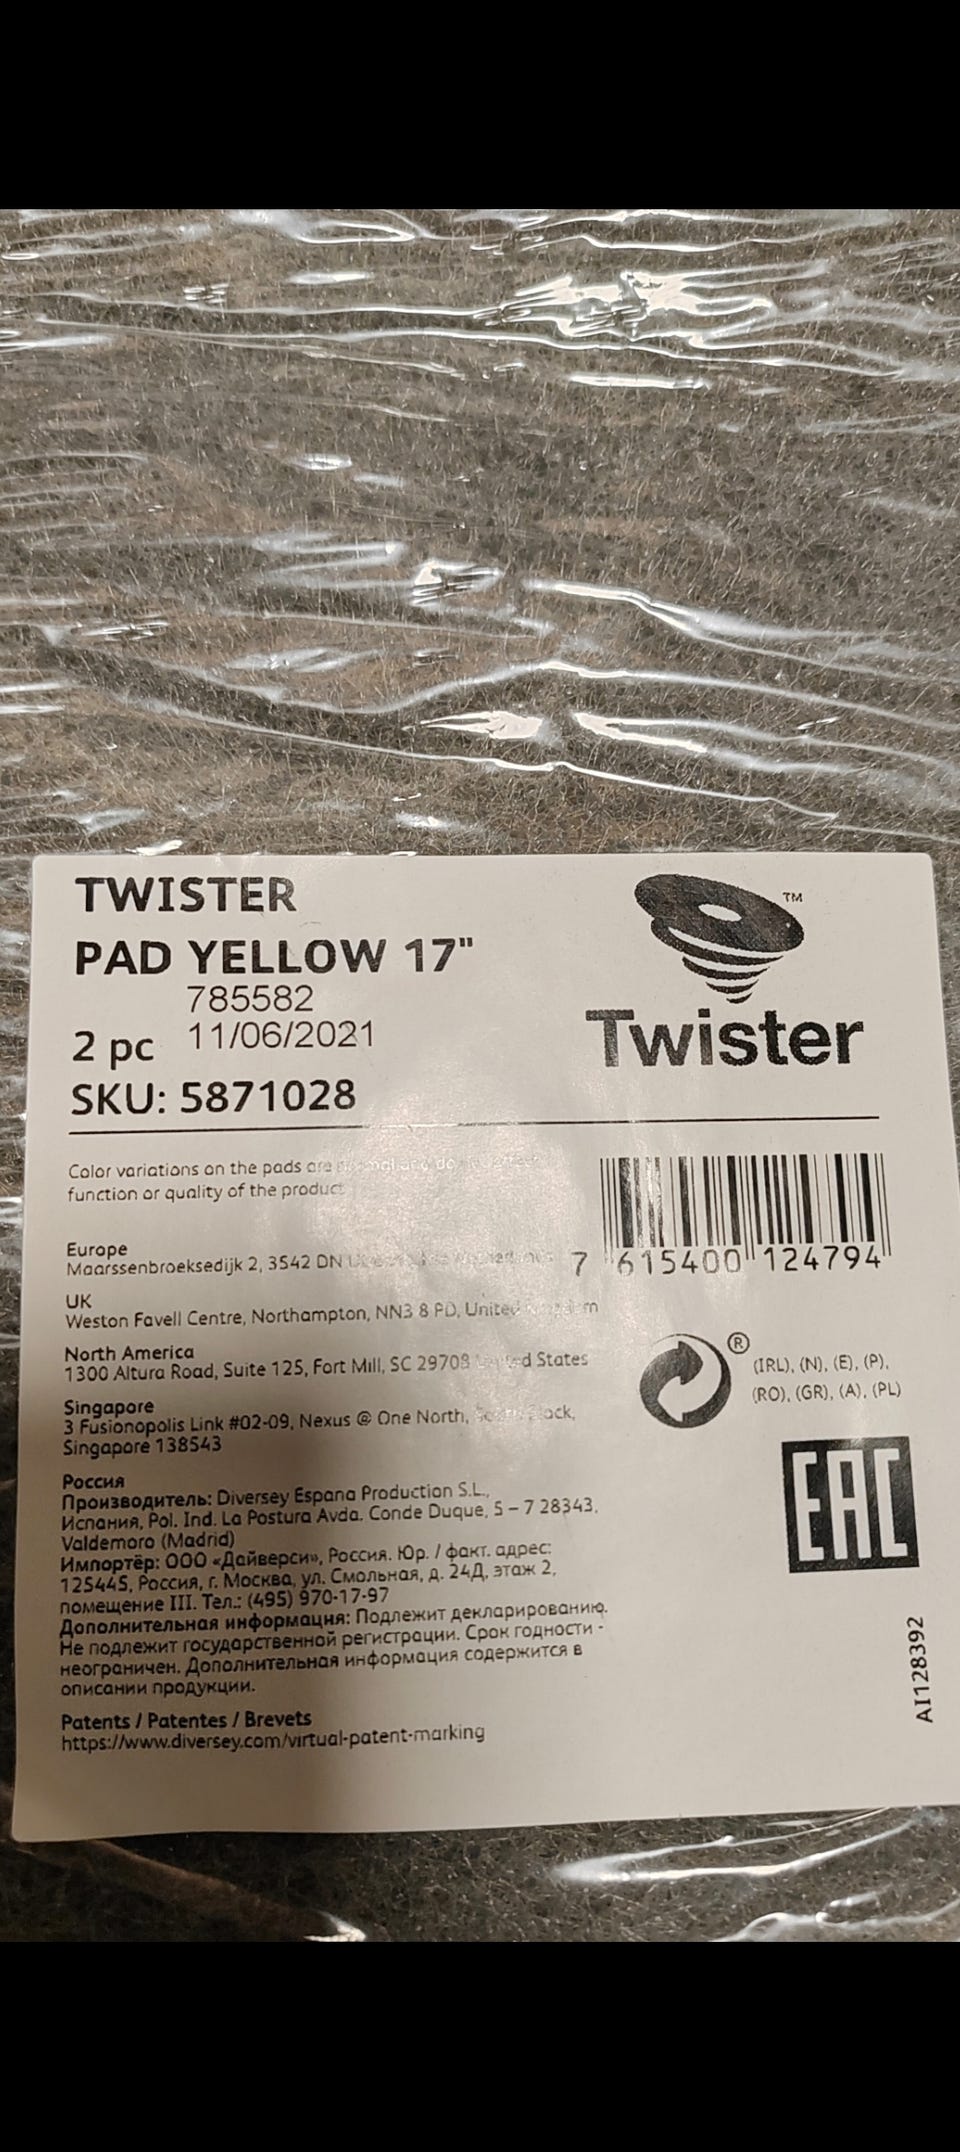 TWISTER
PAD YELLOW 17"
785582
2 pc 11/06/2021
SKU: 5871028
TM
Twister
Color variations on the pads are
function or quality of the product
7 615400 124794
Europe
Maarssenbroeksedijk 2, 3542 DN
UK
Weston Favell Centre, Northampton, NN3 8 PD, United
North America
1300 Altura Road, Suite 125, Fort Mill, SC 29708 States
® (IRL), (N), (E), (P),
(RO), (GR), (A), (PL)
Singapore
3 Fusionopolis Link #02-09, Nexus @ One North,
Singapore 138543
EAC
Россия
Производитель: Diversey Espana Production S.L.,
Испания, Pol. Ind. La Postura Avda. Conde Duque, 5 – 7 28343,
Valdemoro (Madrid)
Импортёр: ООО «Дайверси», Россия. Юр. / факт. адрес:
125445, Россия, г. Москва, ул. Смольная, д. 24Д, этаж 2,
помещение III. Тел.: (495) 970-17-97
Дополнительная информация: Подлежит декларированию.
Не подлежит государственной регистрации. Срок годности -
неограничен. Дополнительная информация содержится в
описании продукции.
AI128392
Patents / Patentes / Brevets
https://www.diversey.com/virtual-patent-marking